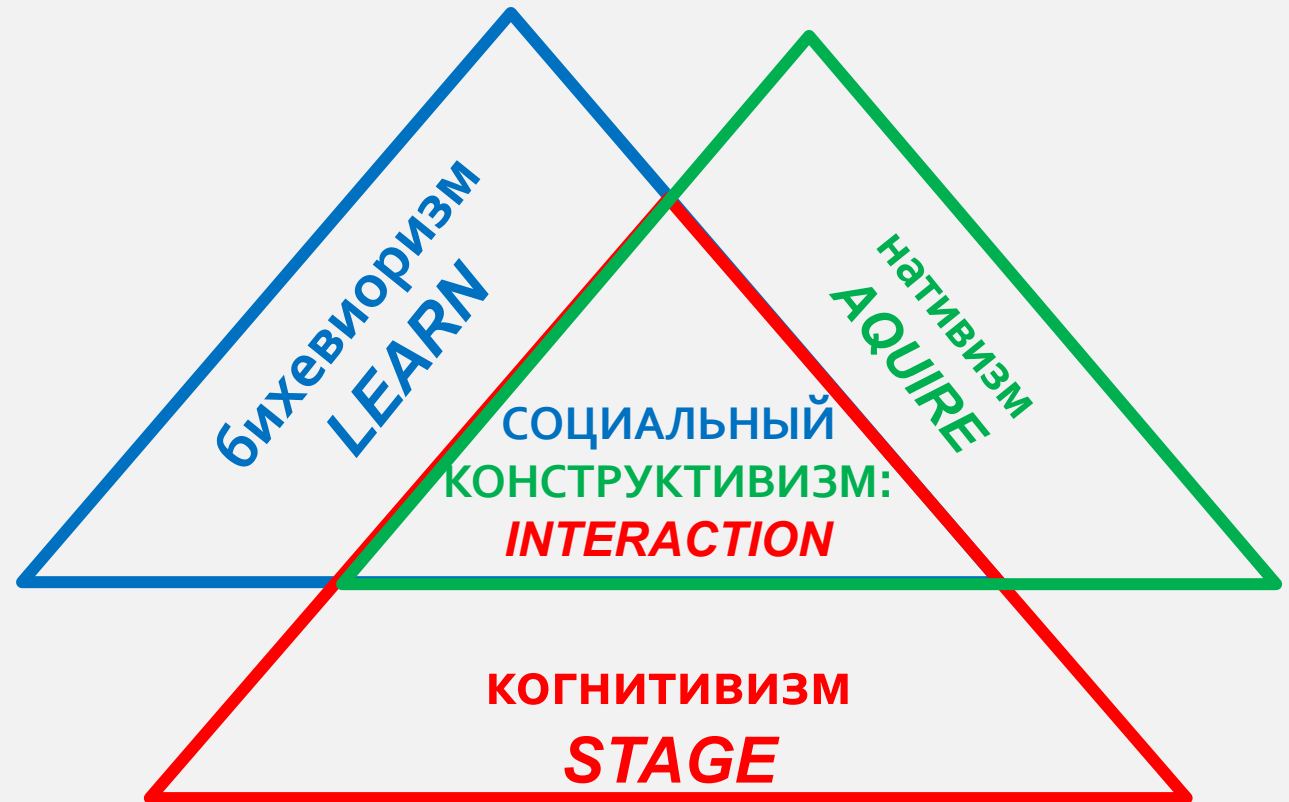 бихевиоризм
LEARN
нативизм
AQUIRE
СОЦИАЛЬНЫЙ
КОНСТРУКТИВИЗМ:
INTERACTION
когнитивизм
STAGE